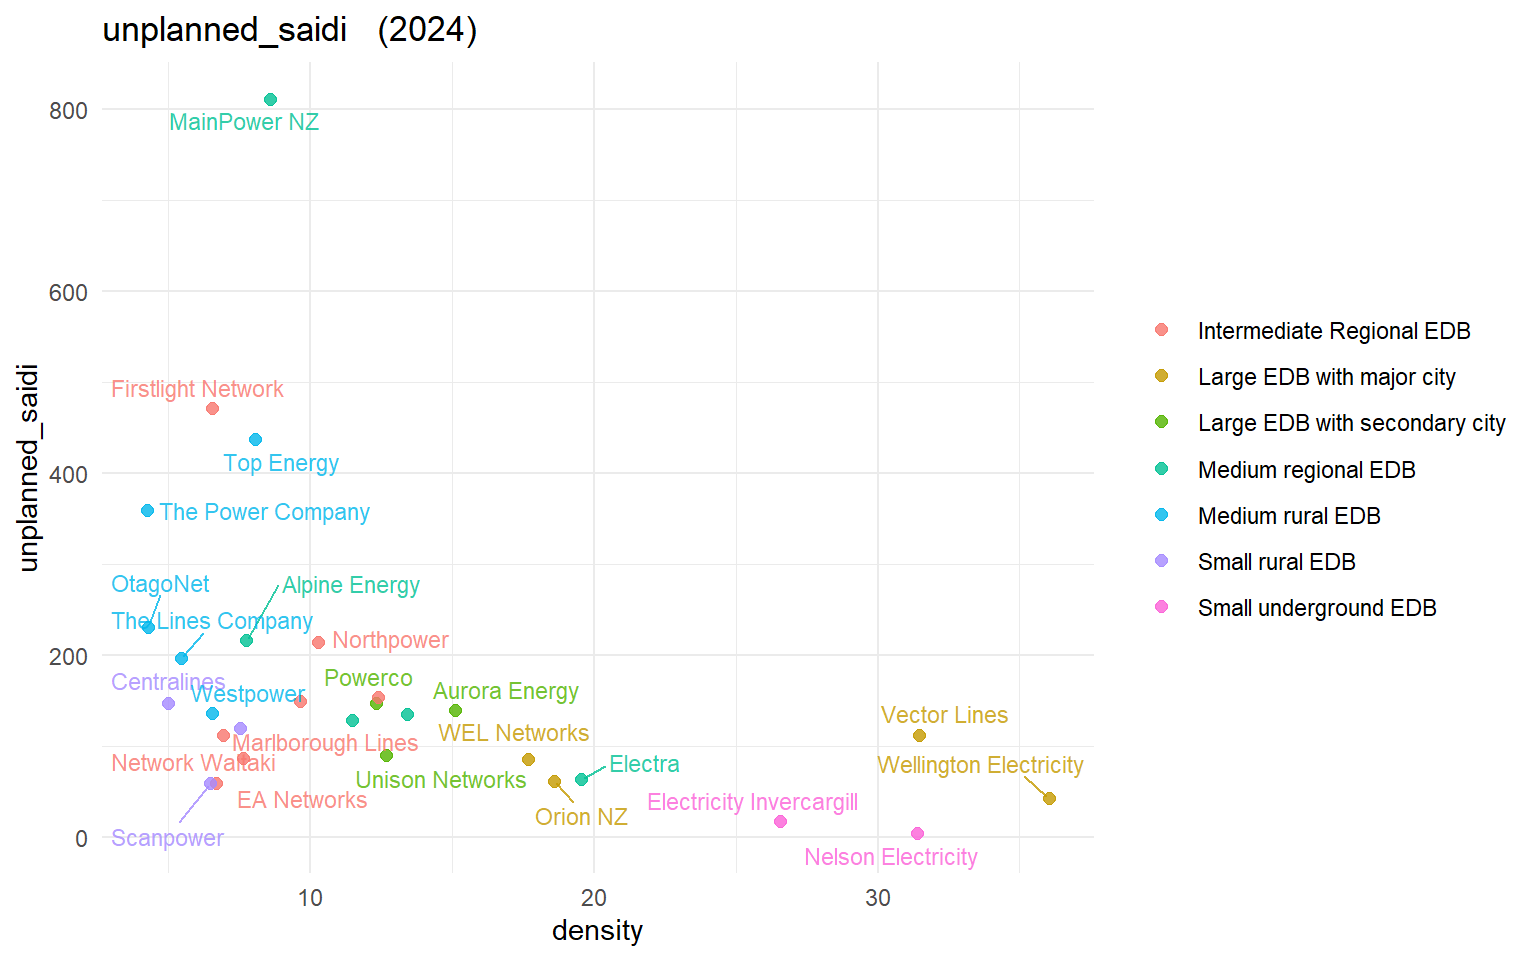 unplanned_saidi (2024)
800
MainPower NZ
600
unplanned_saidi
Firstlight Network
Top Energy
400
The Power Company
OtagoNet
Alpine Energy
The Lines Company
Northpower
200
Powerco
Centralines
Westpower
Aurora Energy
Vector Lines
WEL Networks
Marlborough Lines
Network Waitaki
Electra
Wellington Electricity
Unison Networks
EA Networks
Electricity Invercargill
Orion NZ
0
Scanpower
Nelson Electricity
10
20
30
density
Intermediate Regional EDB
Large EDB with major city
Large EDB with secondary city
Medium regional EDB
Medium rural EDB
Small rural EDB
Small underground EDB